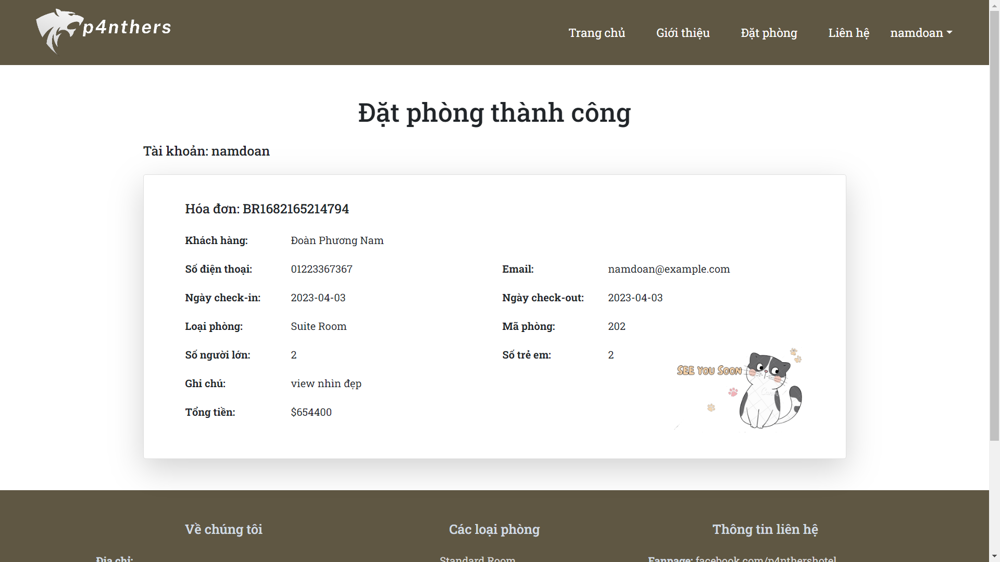 p4nthers
Trang chủ Giới thiệu Đặt phòng Liên hệ namdoan
Đặt phòng thành công
Tài khoản: namdoan
Hóa đơn: BR1682165214794
Khách hàng: Đoàn Phương Nam
Số điện thoại: 01223367367 Email: namdoan@example.com
Ngày check-in: 2023-04-03 Ngày check-out: 2023-04-03
Loại phòng: Suite Room Mã phòng: 202
Số người lớn: 2 Số trẻ em: 2
SEE YOU SOON
Ghi chú: view nhìn đẹp
Tổng tiền: $654400
Về chúng tôi Các loại phòng Thông tin liên hệ
Địa chỉ: Standard Room Fanpage: facebook.com/p4nthershotel